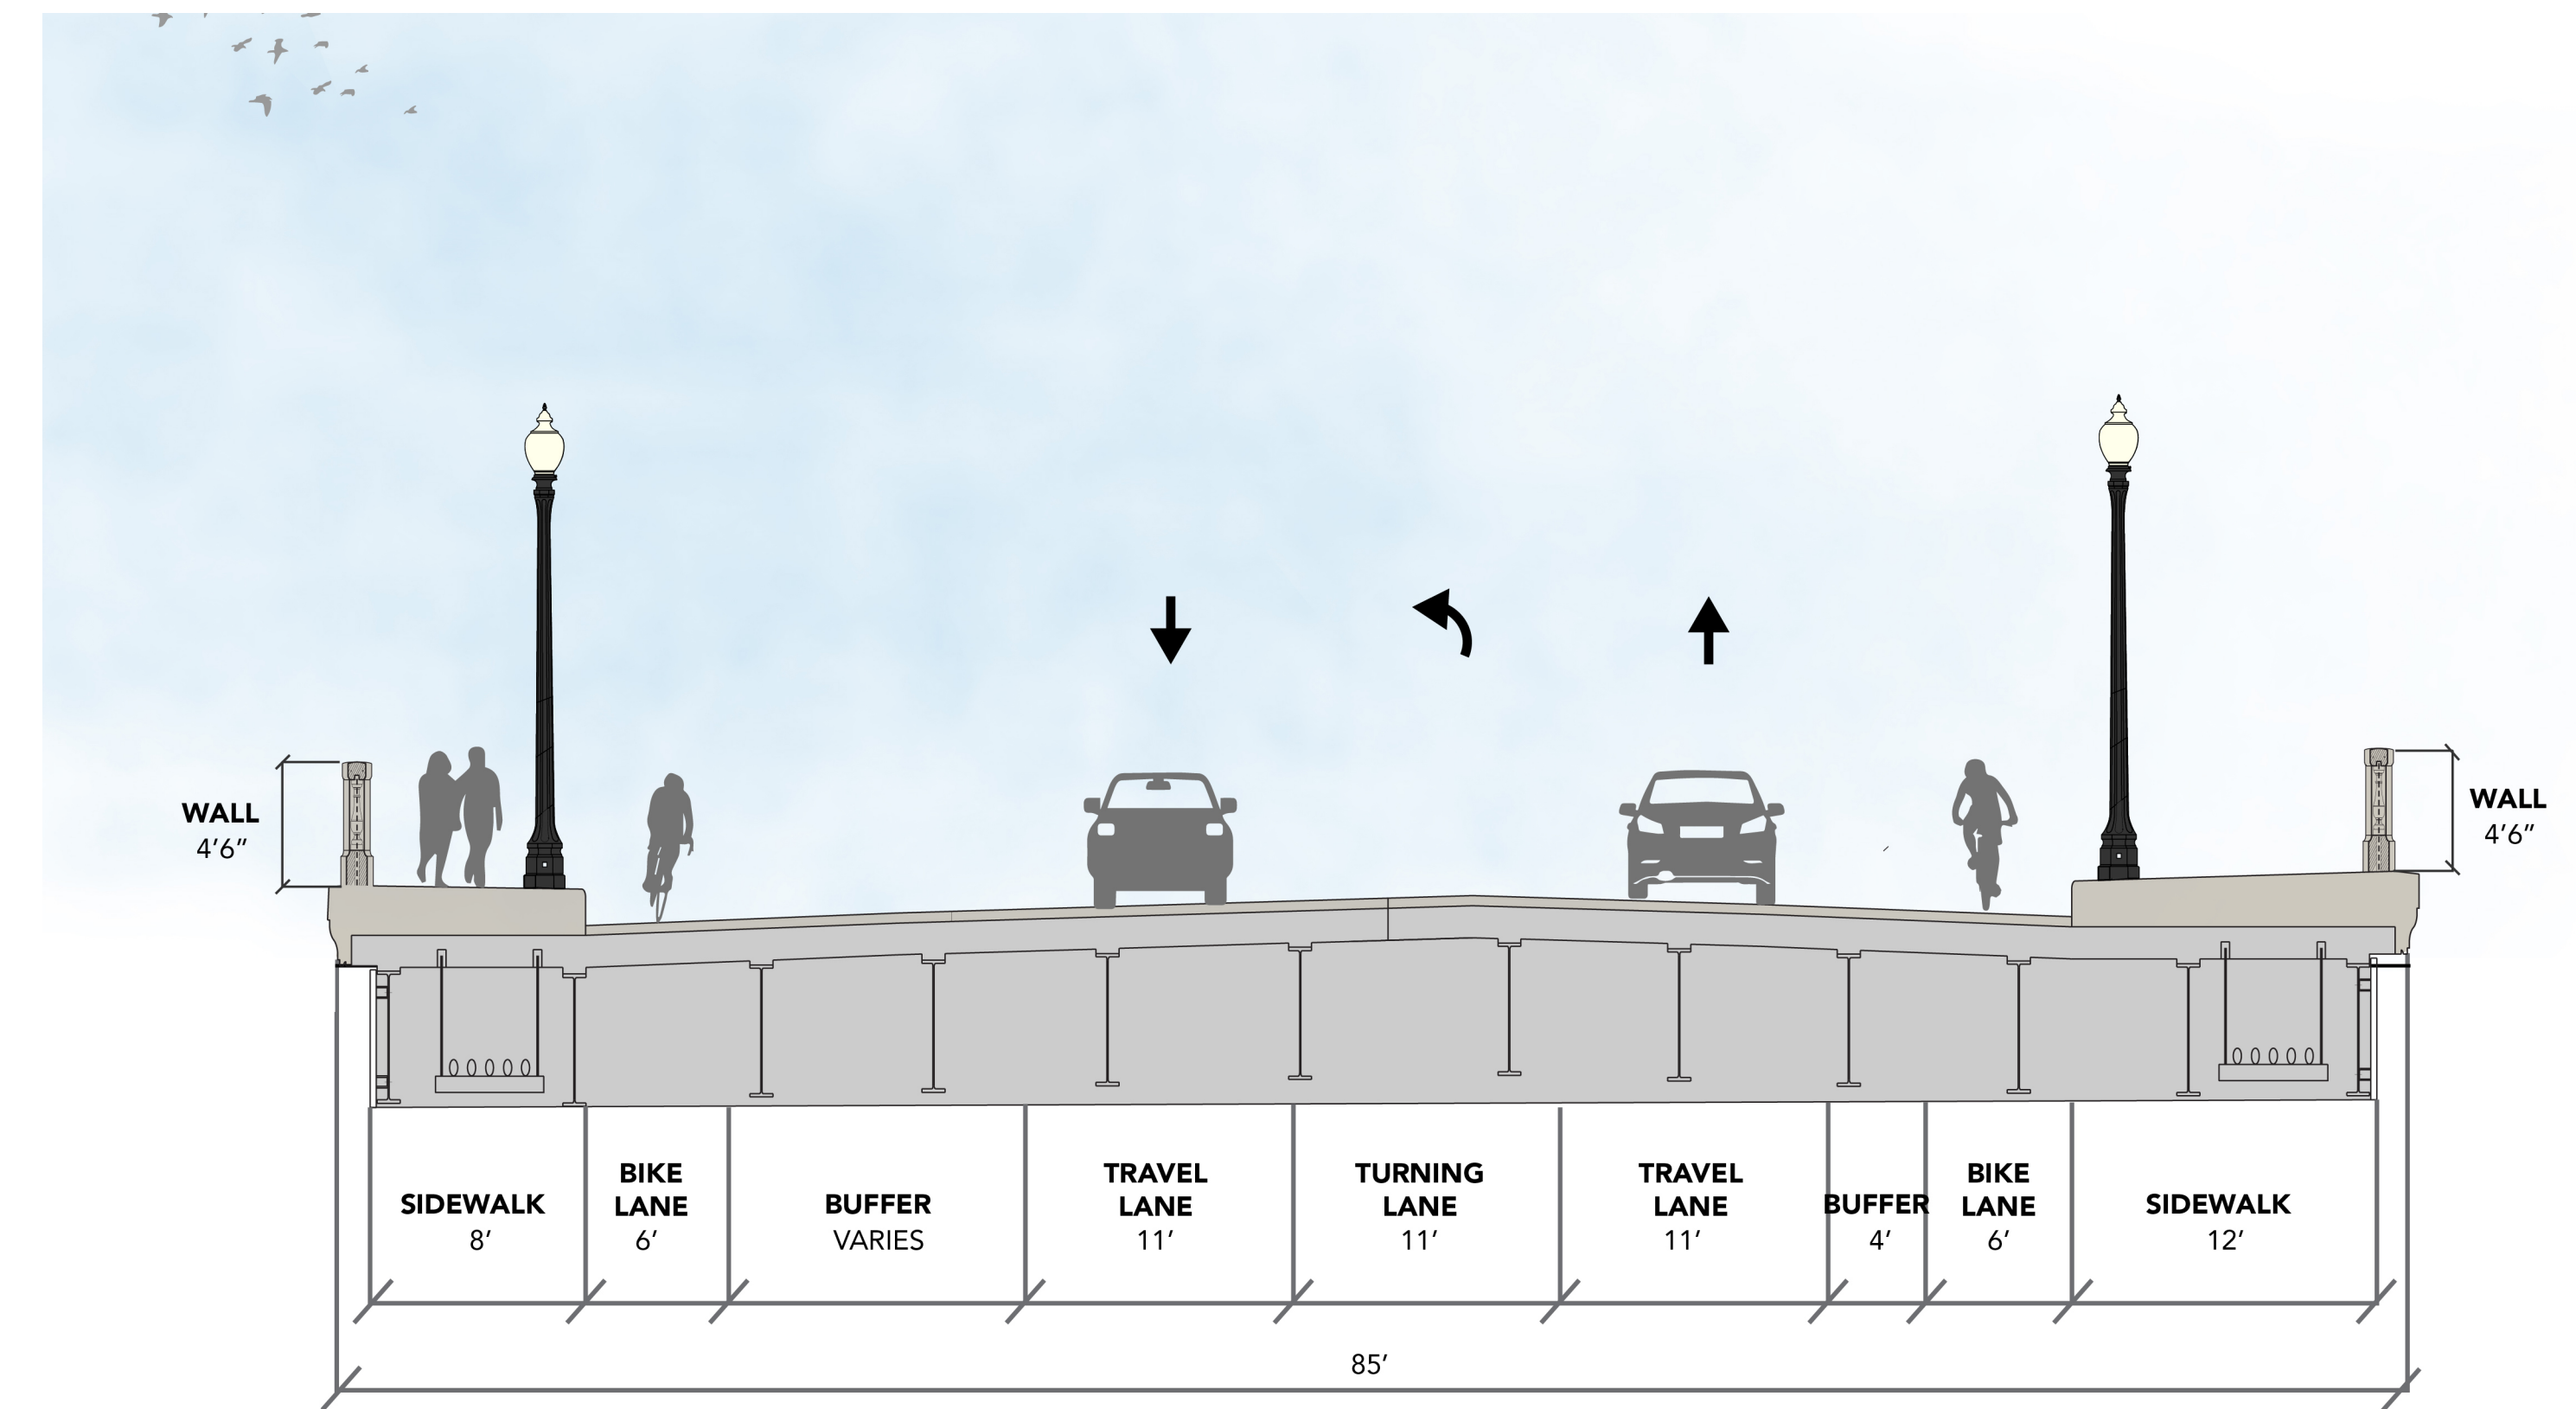 WALL
4’6”
WALL
4’6”
SIDEWALK
8’
BIKE
LANE
6’
BUFFER
VARIES
TRAVEL
LANE
11’
TURNING
LANE
11’
TRAVEL
LANE
11’
BUFFER
4’
BIKE
LANE
6’
SIDEWALK
12’
85’